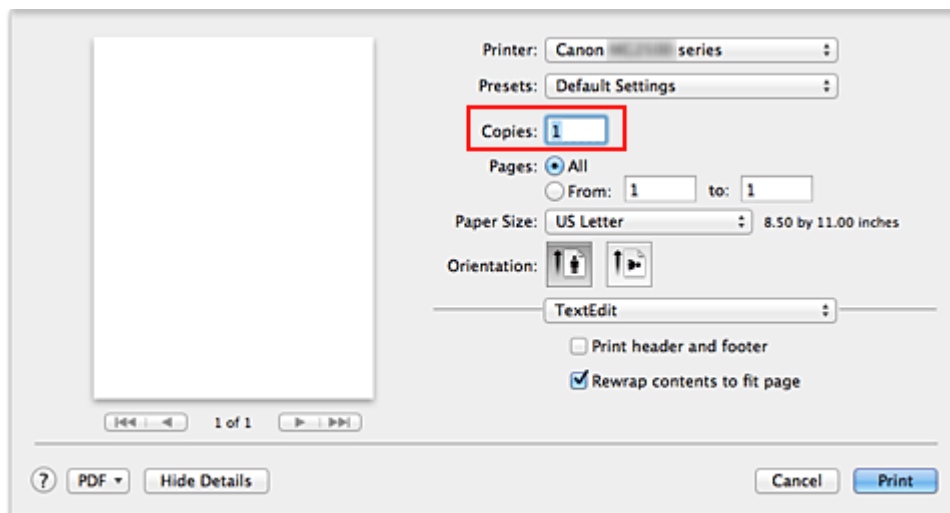 Printer: Canon series
Presets: Default Settings
Copies: 1
Pages: All
From: 1 to: 1
Paper Size: US Letter 8.50 by 11.00 inches
Orientation:
TextEdit
Print header and footer
Rewrap contents to fit page
1 of 1
? PDF Hide Details Cancel Print